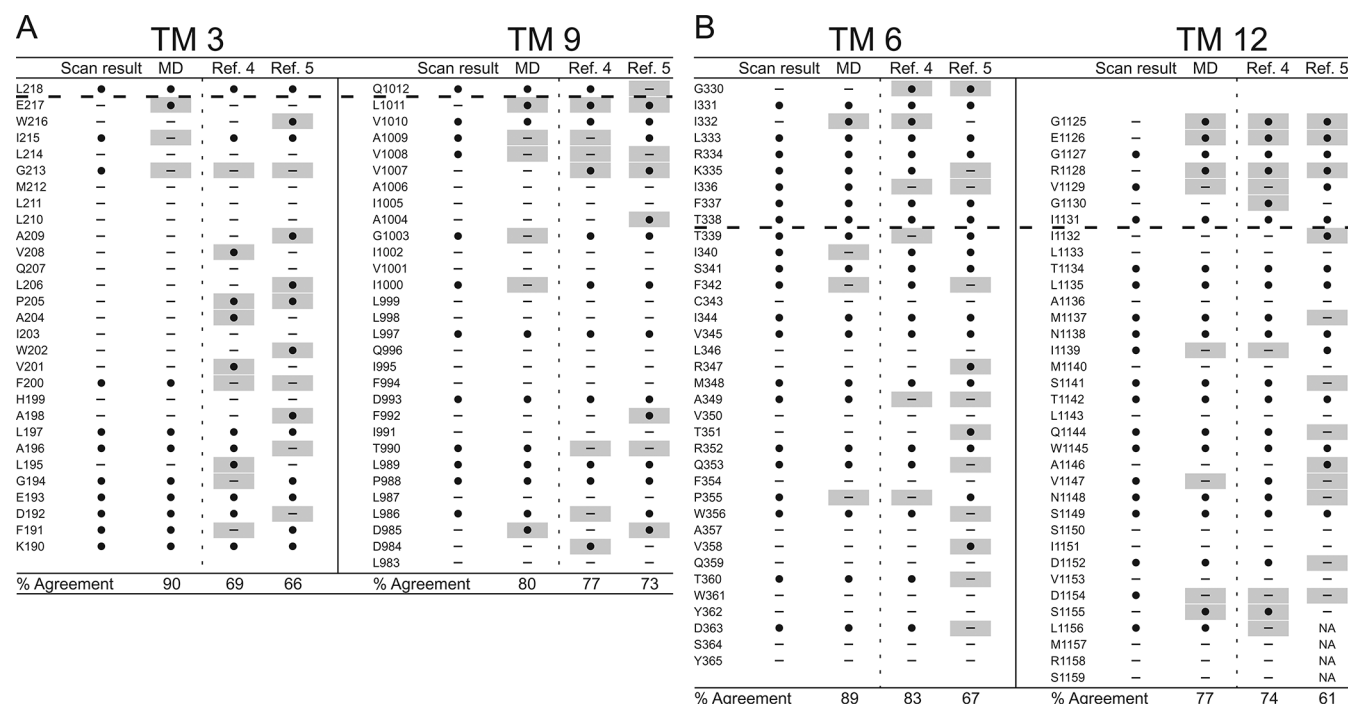 A
TM 3
Scan result MD Ref. 4 Ref. 5
L218 ● ● ● ●
E217 – ● – –
W216 – – – ●
I215 ● – ● ●
L214 – – – –
G213 ● – – –
M212 – – – –
L211 – – – –
L210 – – – –
A209 – – – ●
V208 – – ● –
Q207 – – – –
L206 – – – ●
P205 – – ● ●
A204 – – ● –
I203 – – – –
W202 – – – ●
V201 – – ● –
F200 ● ● – –
H199 – – – –
A198 – – – ●
L197 ● ● ● ●
A196 ● ● ● –
L195 – – ● –
G194 ● ● – ●
E193 ● ● ● ●
D192 ● ● ● –
F191 ● ● – ●
K190 ● ● ● ●
% Agreement 90 69 66
TM 9
Scan result MD Ref. 4 Ref. 5
Q1012 ● ● ● –
L1011 – ● ● ●
V1010 ● ● ● ●
A1009 ● – – ●
V1008 ● – – –
V1007 – – ● ●
A1006 – – – –
I1005 – – – –
A1004 – – – ●
G1003 ● – ● ●
I1002 – – – –
V1001 – – – –
I1000 ● – ● ●
L999 – – – –
L998 – – – –
L997 ● ● ● ●
Q996 – – – –
I995 – – – –
F994 – – – –
D993 ● ● ● ●
F992 – – – ●
I991 – – – –
T990 ● ● – –
L989 ● ● ● ●
P988 ● ● ● ●
L987 – – – –
L986 ● ● – ●
D985 – ● – ●
D984 – – ● –
L983 – – – –
% Agreement 80 77 73
B
TM 6
Scan result MD Ref. 4 Ref. 5
G330 – – ● ●
I331 ● ● ● ●
I332 – ● ● –
L333 ● ● ● ●
R334 ● ● ● ●
K335 ● ● ● –
I336 ● ● – –
F337 ● ● ● ●
T338 ● ● ● ●
T339 ● ● – ●
I340 ● – ● ●
S341 ● ● ● ●
F342 ● – ● –
C343 – – – –
I344 ● ● ● ●
V345 ● ● ● ●
L346 – – – –
R347 – – – ●
M348 ● ● ● ●
A349 ● ● – –
V350 – – – –
T351 – – – ●
R352 ● ● ● ●
Q353 ● ● ● –
F354 – – – –
P355 ● – – ●
W356 ● ● ● –
A357 – – – –
V358 – – – ●
Q359 – – – –
T360 ● ● ● –
W361 – – – –
Y362 – – – –
D363 ● ● ● –
S364 – – – –
Y365 – – – –
% Agreement 89 83 67
TM 12
Scan result MD Ref. 4 Ref. 5
G1125 – ● ● ●
E1126 – ● ● ●
G1127 ● ● ● ●
R1128 – ● ● ●
V1129 ● – – ●
G1130 – – ● –
I1131 ● ● ● ●
I1132 – – – ●
L1133 – – – –
T1134 ● ● ● ●
L1135 ● ● ● ●
A1136 – – – –
M1137 ● ● ● –
N1138 ● ● ● ●
I1139 ● – – ●
M1140 – – – –
S1141 ● ● ● –
T1142 ● ● ● ●
L1143 – – – –
Q1144 ● ● ● –
W1145 ● ● ● ●
A1146 – – – ●
V1147 ● – ● –
N1148 ● ● ● –
S1149 ● ● ● ●
S1150 – – – –
I1151 – – – –
D1152 ● ● ● –
V1153 – – – –
D1154 ● – – –
S1155 – ● ● –
L1156 ● ● – NA
M1157 – – – NA
R1158 – – – NA
S1159 – – – NA
% Agreement 77 74 61